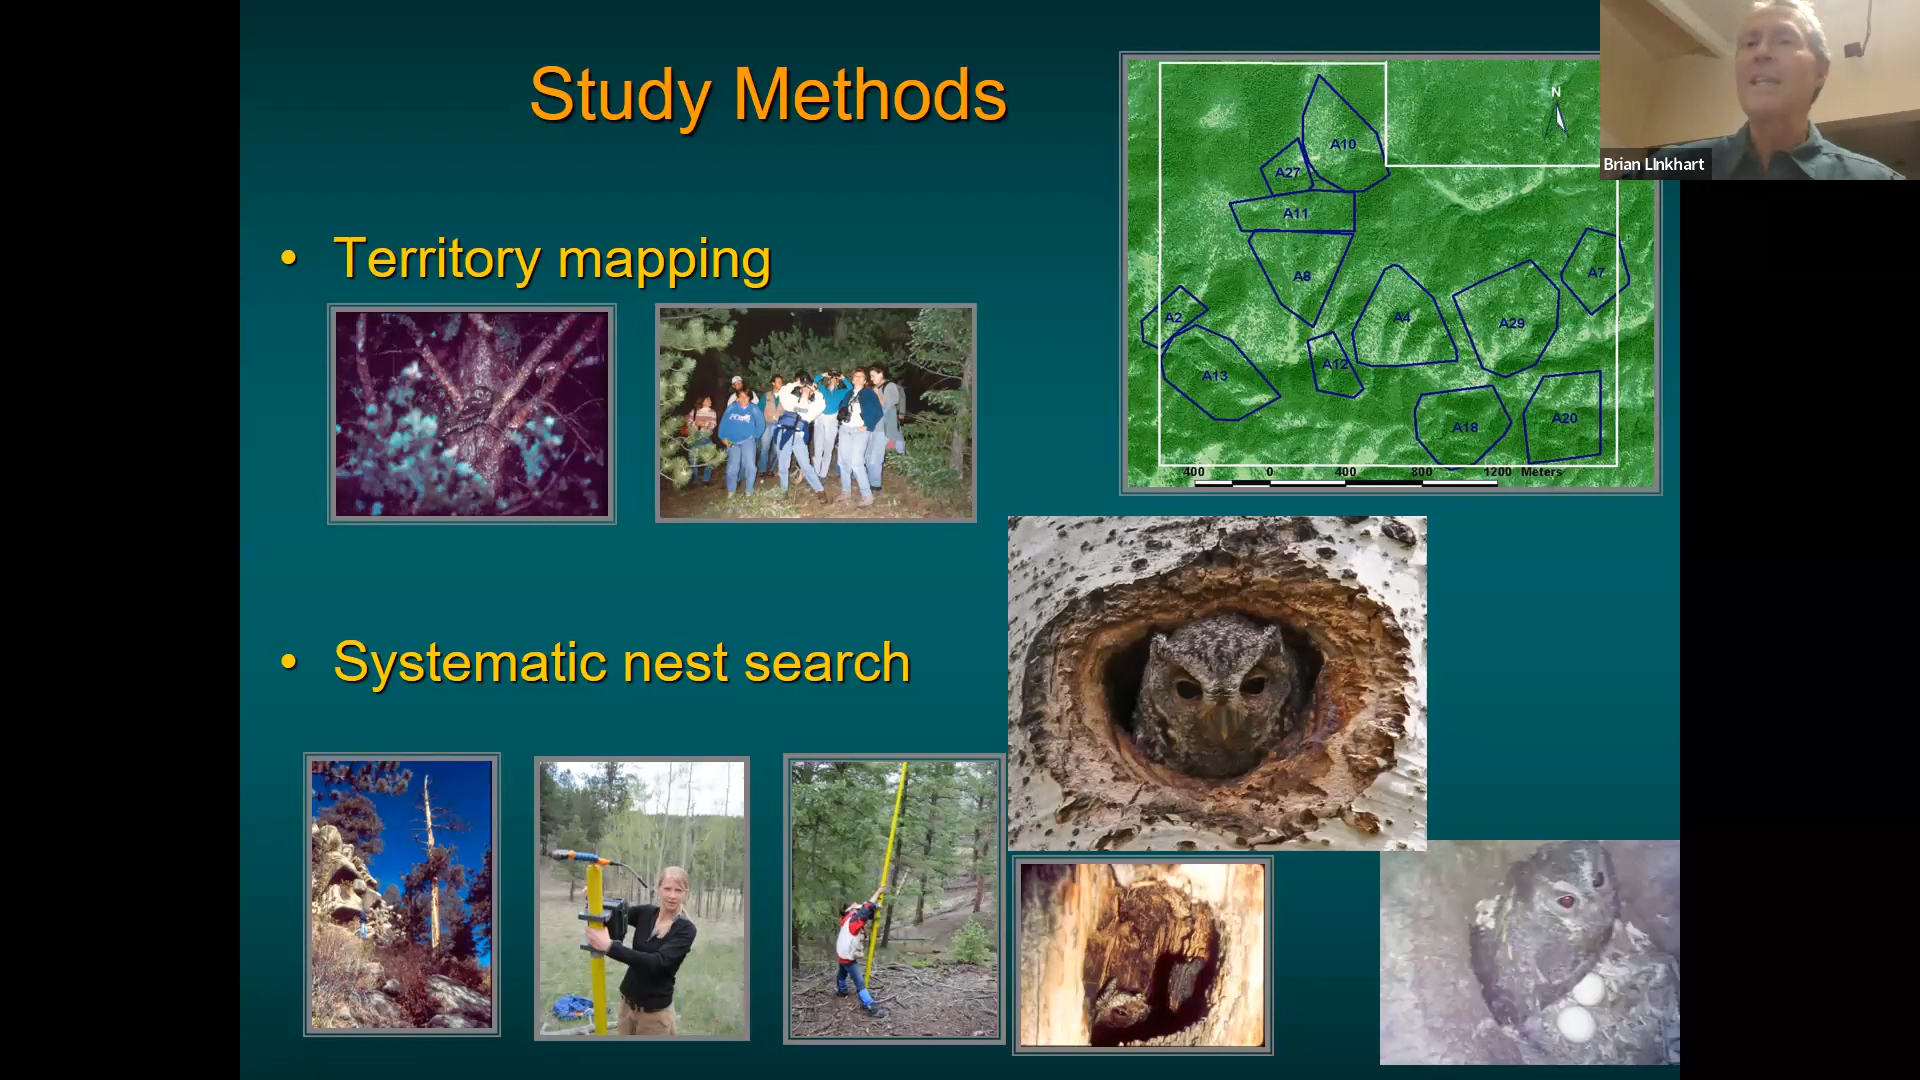 Study Methods
• Territory mapping
• Systematic nest search
N
A10
A27
A11
A8
A7
A2
A4
A29
A12
A13
A18
A20
400 0 400 800 1200 Meters
Brian LInkhart